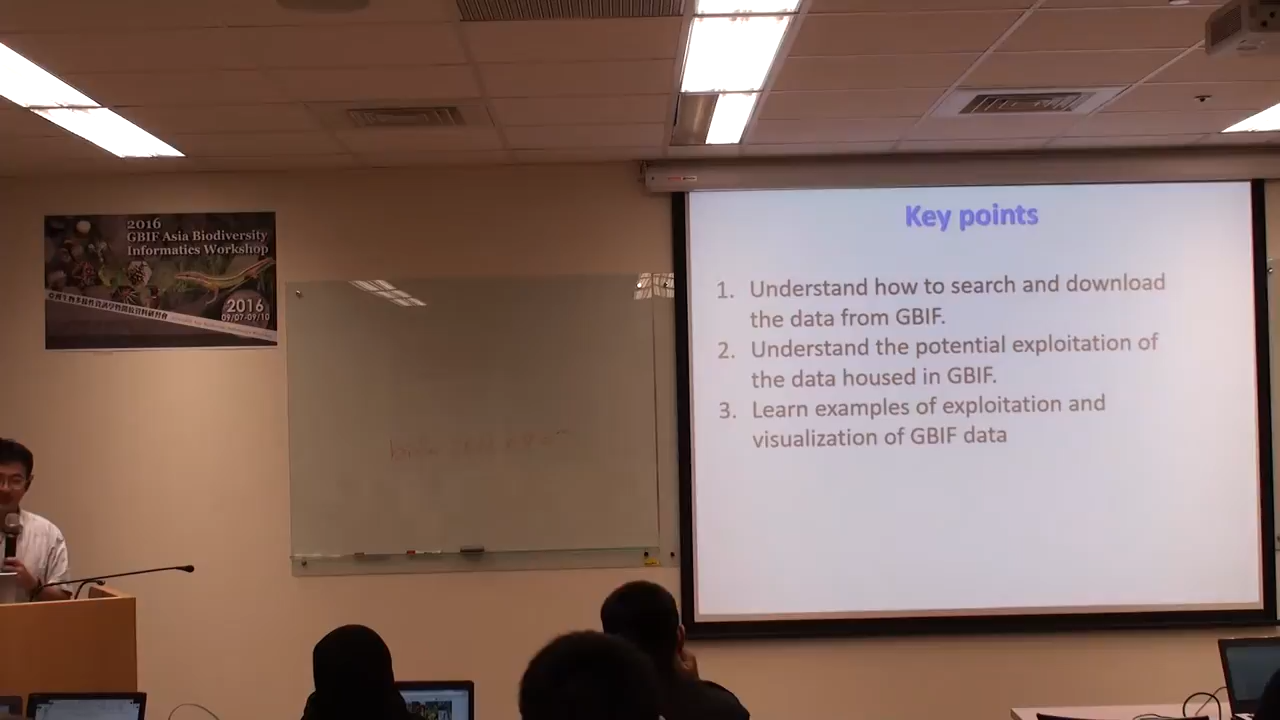 2016
GBIF Asia Biodiversity
Informatics Workshop
2016
09/07-09/10
Key points
1. Understand how to search and download
the data from GBIF.
2. Understand the potential exploitation of
the data housed in GBIF.
3. Learn examples of exploitation and
visualization of GBIF data